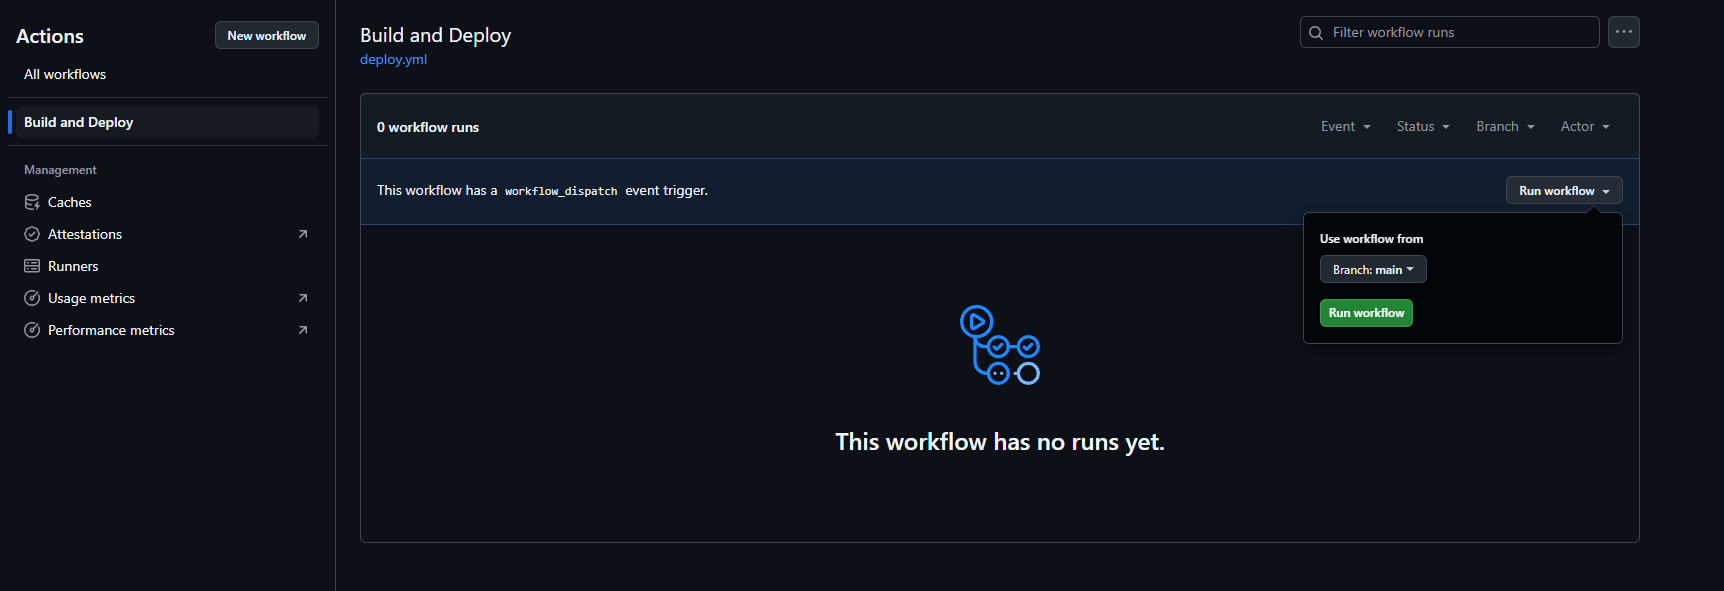 Actions
New workflow
All workflows
Build and Deploy
Management
Caches
Attestations
Runners
Usage metrics
Performance metrics
Build and Deploy
deploy.yml
Filter workflow runs
0 workflow runs
Event
Status
Branch
Actor
This workflow has a workflow_dispatch event trigger.
Run workflow
Use workflow from
Branch: main
Run workflow
This workflow has no runs yet.